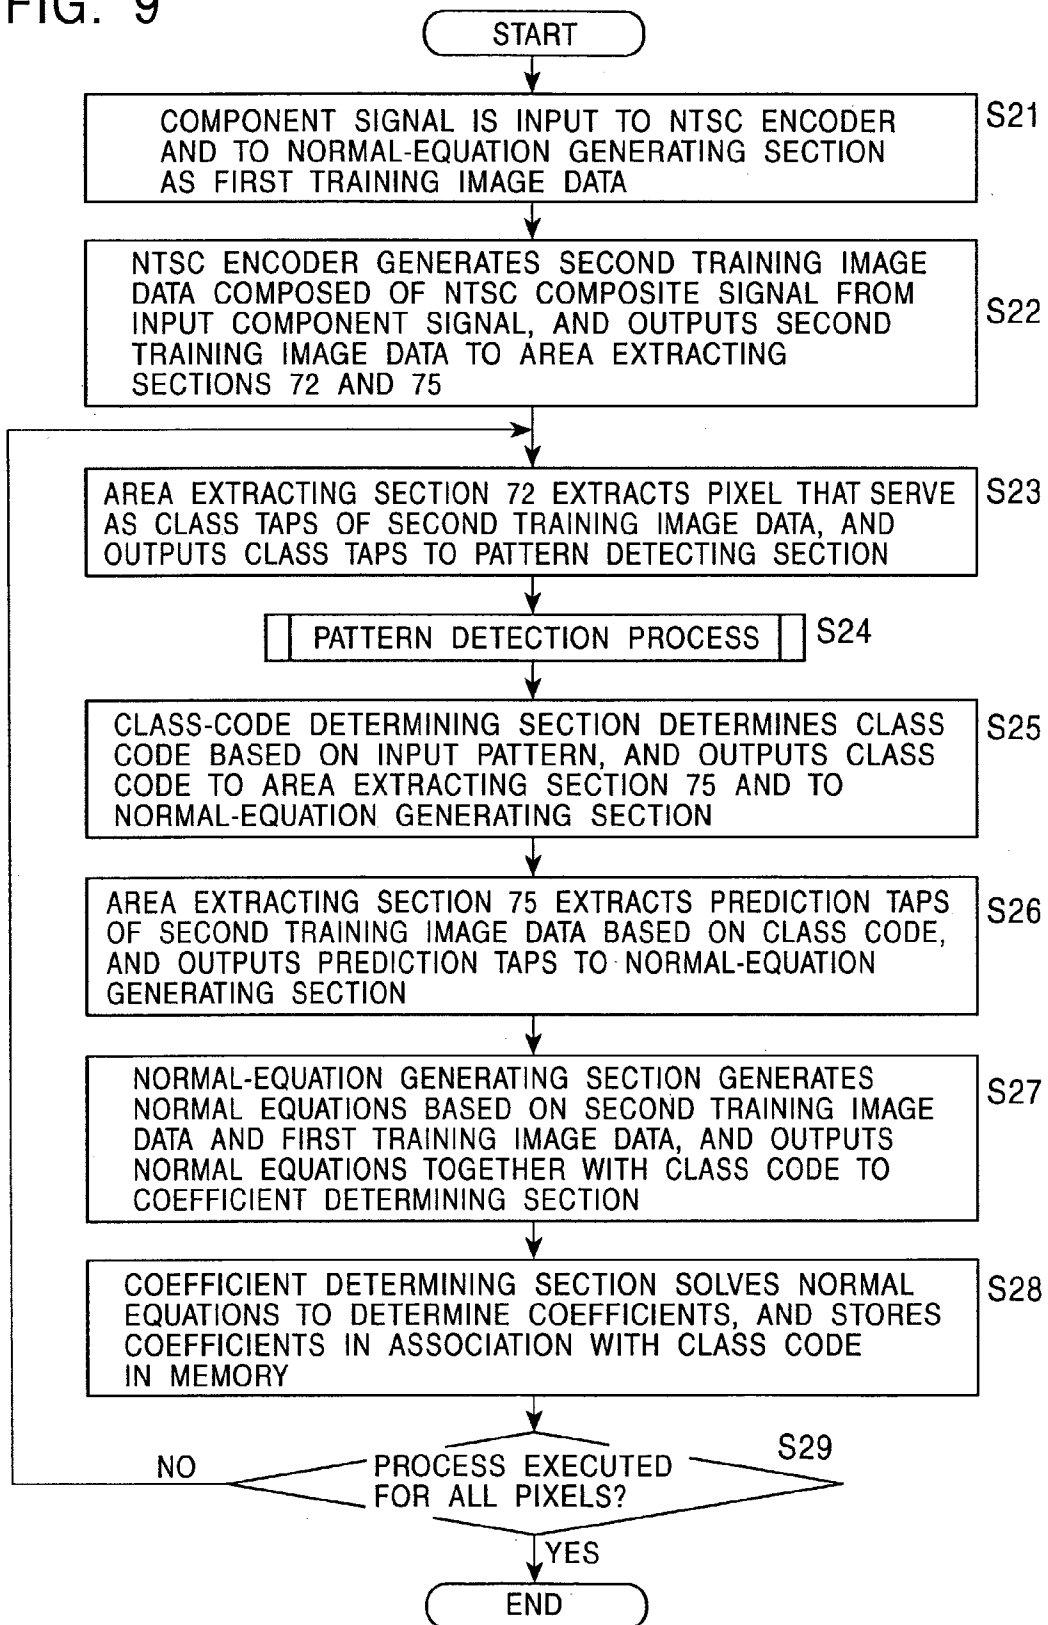 FIG. 9
START
COMPONENT SIGNAL IS INPUT TO NTSC ENCODER
AND TO NORMAL-EQUATION GENERATING SECTION
AS FIRST TRAINING IMAGE DATA
S21
NTSC ENCODER GENERATES SECOND TRAINING IMAGE
DATA COMPOSED OF NTSC COMPOSITE SIGNAL FROM
INPUT COMPONENT SIGNAL, AND OUTPUTS SECOND
TRAINING IMAGE DATA TO AREA EXTRACTING
SECTIONS 72 AND 75
S22
AREA EXTRACTING SECTION 72 EXTRACTS PIXEL THAT SERVE
AS CLASS TAPS OF SECOND TRAINING IMAGE DATA, AND
OUTPUTS CLASS TAPS TO PATTERN DETECTING SECTION
S23
PATTERN DETECTION PROCESS
S24
CLASS-CODE DETERMINING SECTION DETERMINES CLASS
CODE BASED ON INPUT PATTERN, AND OUTPUTS CLASS
CODE TO AREA EXTRACTING SECTION 75 AND TO
NORMAL-EQUATION GENERATING SECTION
S25
AREA EXTRACTING SECTION 75 EXTRACTS PREDICTION TAPS
OF SECOND TRAINING IMAGE DATA BASED ON CLASS CODE,
AND OUTPUTS PREDICTION TAPS TO NORMAL-EQUATION
GENERATING SECTION
S26
NORMAL-EQUATION GENERATING SECTION GENERATES
NORMAL EQUATIONS BASED ON SECOND TRAINING IMAGE
DATA AND FIRST TRAINING IMAGE DATA, AND OUTPUTS
NORMAL EQUATIONS TOGETHER WITH CLASS CODE TO
COEFFICIENT DETERMINING SECTION
S27
COEFFICIENT DETERMINING SECTION SOLVES NORMAL
EQUATIONS TO DETERMINE COEFFICIENTS, AND STORES
COEFFICIENTS IN ASSOCIATION WITH CLASS CODE
IN MEMORY
S28
S29
NO
PROCESS EXECUTED
FOR ALL PIXELS?
YES
END